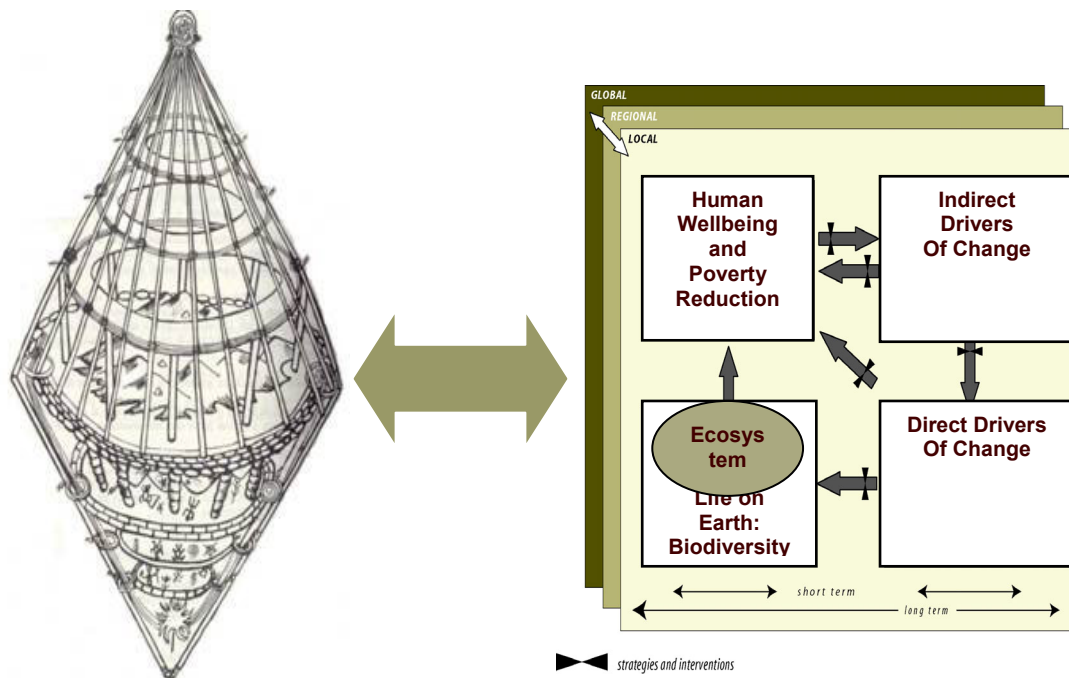 GLOBAL
REGIONAL
LOCAL
Human
Wellbeing
and
Poverty
Reduction
Indirect
Drivers
Of Change
Ecosys
tem
Life on
Earth:
Biodiversity
Direct Drivers
Of Change
short term
long term
strategies and interventions